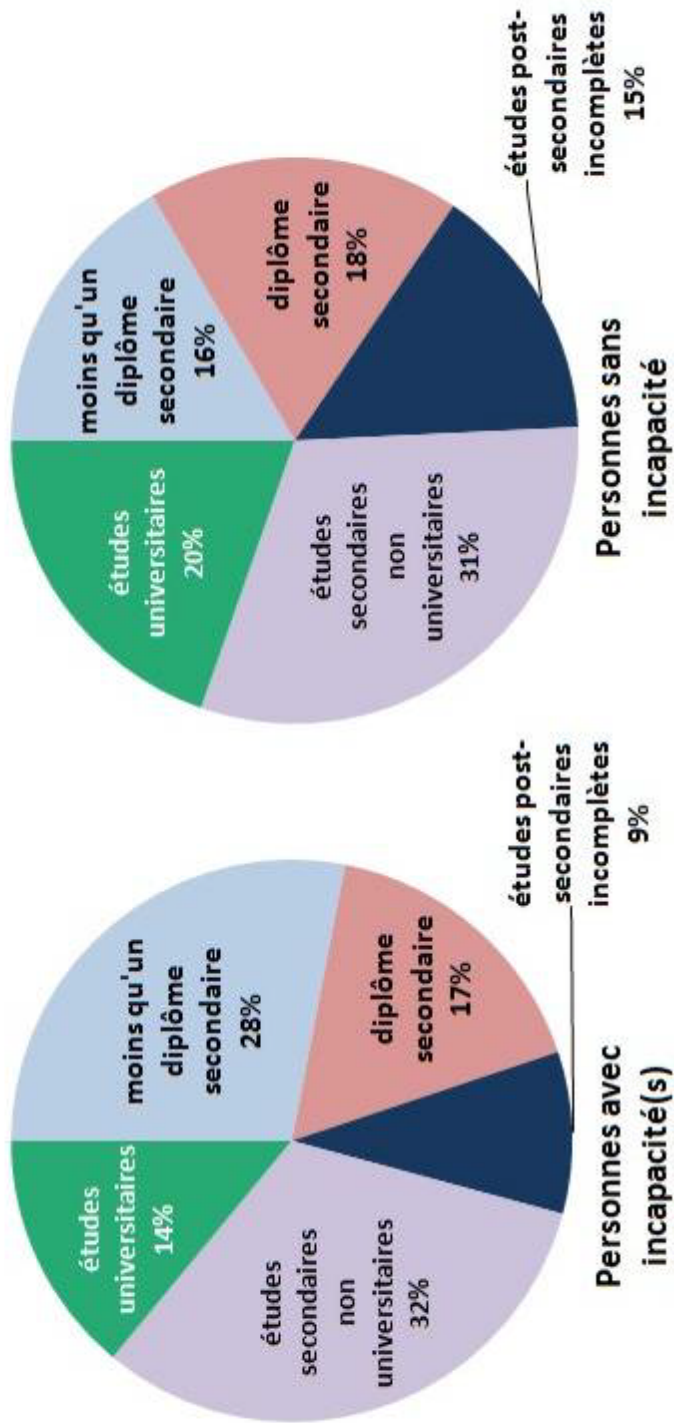 études
universitaires
14%
moins qu'un
diplôme
secondaire
28%
diplôme
secondaire
17%
études post-
secondaires
incomplètes
9%
études
secondaires
non
universitaires
32%
Personnes avec
incapacité(s)
études
universitaires
20%
moins qu'un
diplôme
secondaire
16%
diplôme
secondaire
18%
études post-
secondaires
incomplètes
15%
études
secondaires
non
universitaires
31%
Personnes sans
incapacité